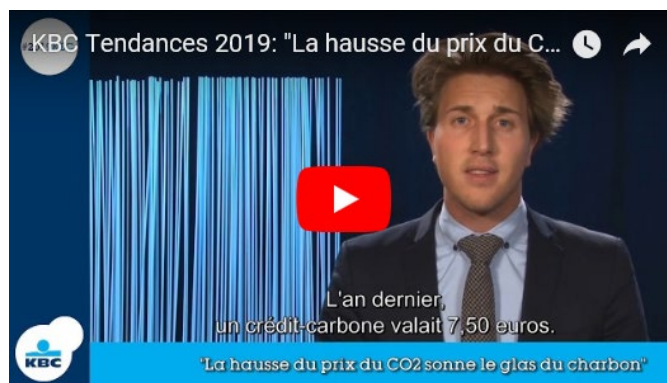 KBC Tendances 2019: "La hausse du prix du C...
L'an dernier,
un crédit-carbone valait 7,50 euros.
KBC
"La hausse du prix du CO2 sonne le glas du charbon"